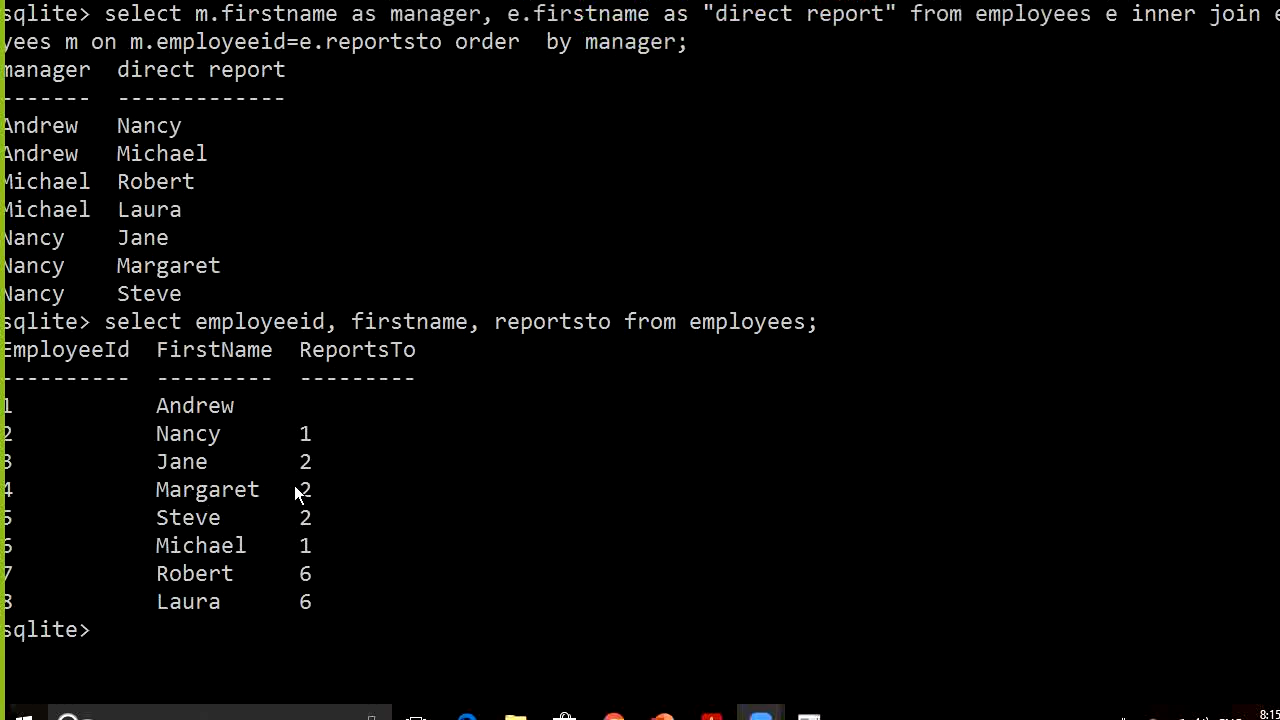 sqlite> select m.firstname as manager, e.firstname as "direct report" from employees e inner join e
yees m on m.employeeid=e.reportsto order  by manager;
manager  direct report
-------  -------------
Andrew   Nancy
Andrew   Michael
Michael  Robert
Michael  Laura
Nancy    Jane
Nancy    Margaret
Nancy    Steve
sqlite> select employeeid, firstname, reportsto from employees;
EmployeeId  FirstName  ReportsTo
----------  ---------  ---------
1           Andrew
2           Nancy      1
3           Jane       2
4           Margaret   2
5           Steve      2
6           Michael    1
7           Robert     6
8           Laura      6
sqlite>
8:15